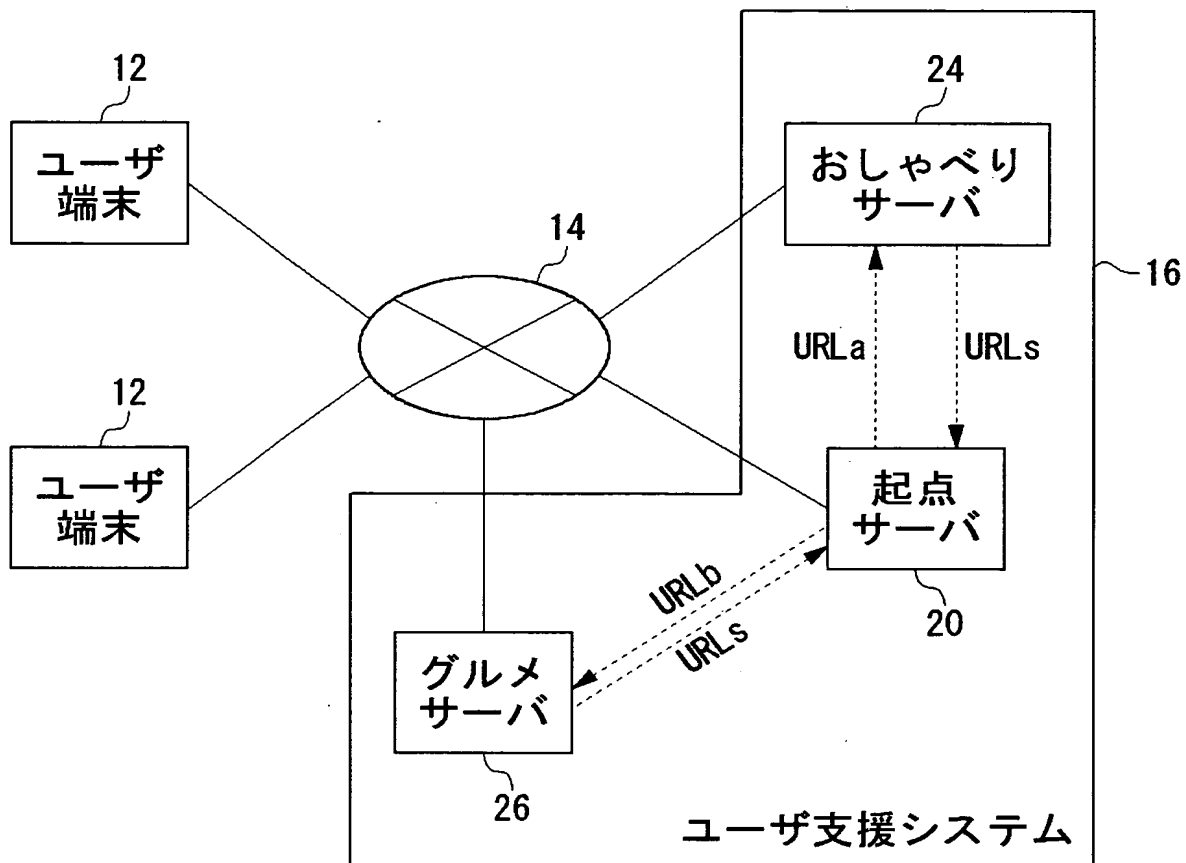 12
ユーザ
端末
24
おしゃべり
サーバ
14
16
URLa
URLs
12
ユーザ
端末
起点
サーバ
20
URLb
URLs
グルメ
サーバ
26
ユーザ支援システム